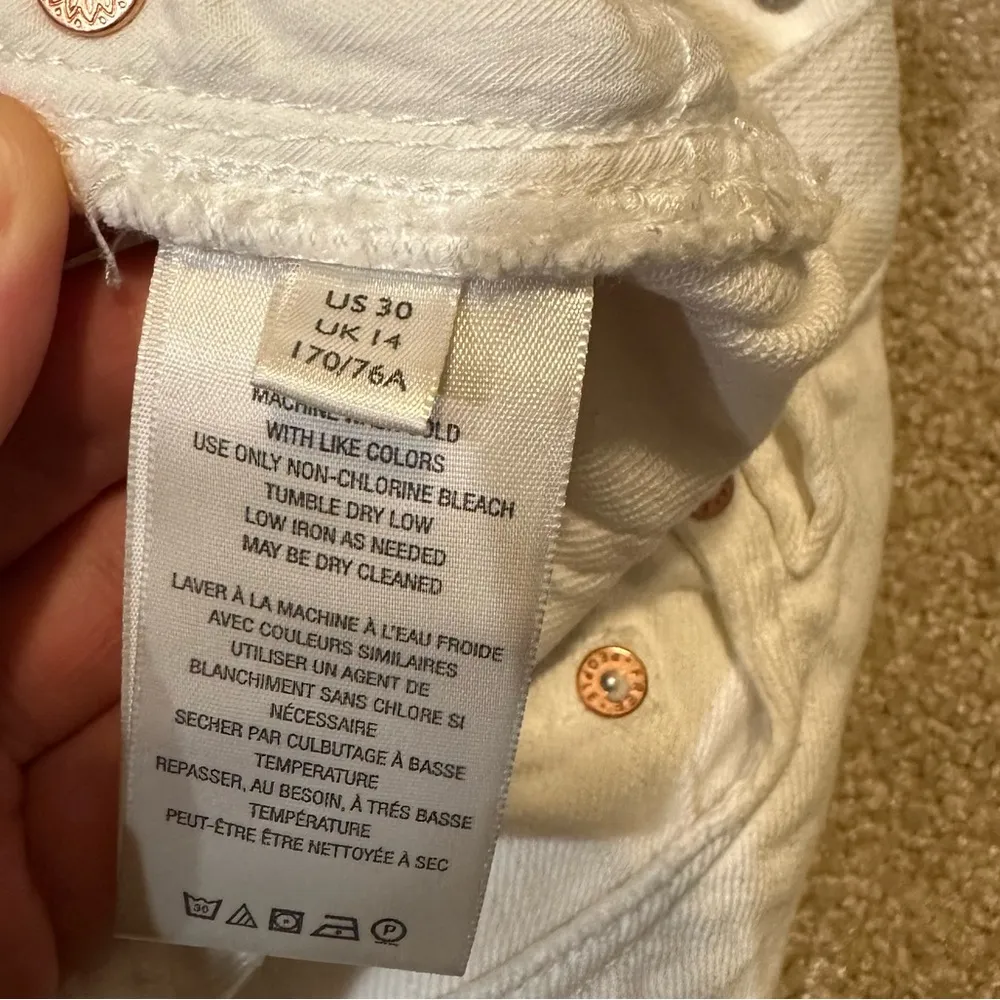 US 30
UK 14
170/76A
MACHINE
WITH LIKE COLORS
USE ONLY NON-CHLORINE BLEACH
TUMBLE DRY LOW
LOW IRON AS NEEDED
MAY BE DRY CLEANED
LAVER À LA MACHINE À L'EAU FROIDE
AVEC COULEURS SIMILAIRES
UTILISER UN AGENT DE
BLANCHIMENT SANS CHLORE SI
NÉCESSAIRE
SECHER PAR CULBUTAGE À BASSE
TEMPERATURE
REPASSER, AU BESOIN, À TRÉS BASSE
TEMPÉRATURE
PEUT-ÊTRE ÊTRE NETTOYÉE À SEC
30
P